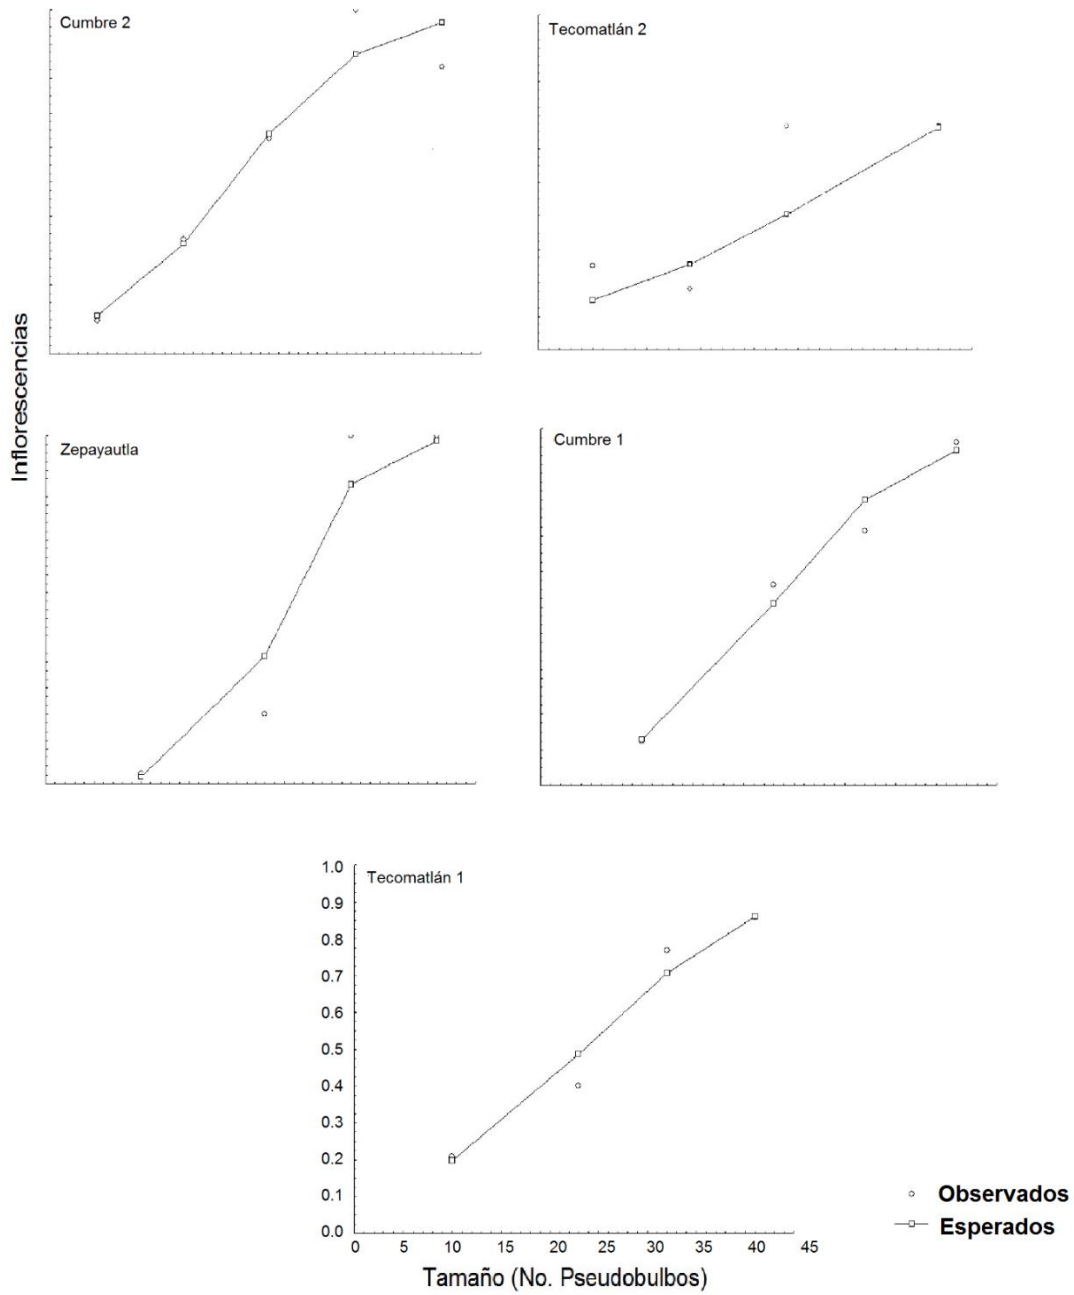 Cumbre 2
Tecomatlán 2
Inflorescencias
Zepayautla
Cumbre 1
Tecomatlán 1
1.0
0.9
0.8
0.7
0.6
0.5
0.4
0.3
0.2
0.1
0.0
0 5 10 15 20 25 30 35 40 45
Tamaño (No. Pseudobulbos)
Observados
Esperados